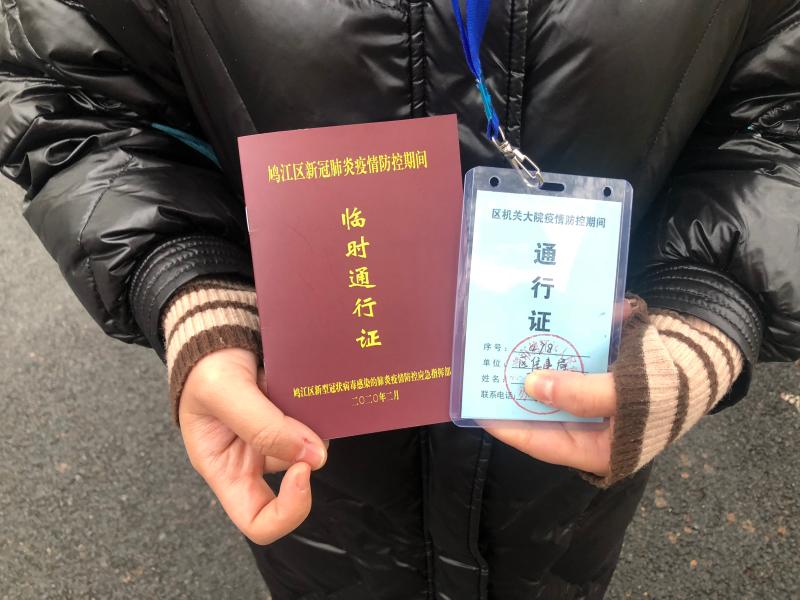 鸠江区新冠肺炎疫情防控期间
临时通行证
鸠江区新型冠状病毒感染的肺炎疫情防控应急指挥部
二〇二〇年二月
区机关大院疫情防控期间
通行证
序号：
单位：
姓名：
联系电话：